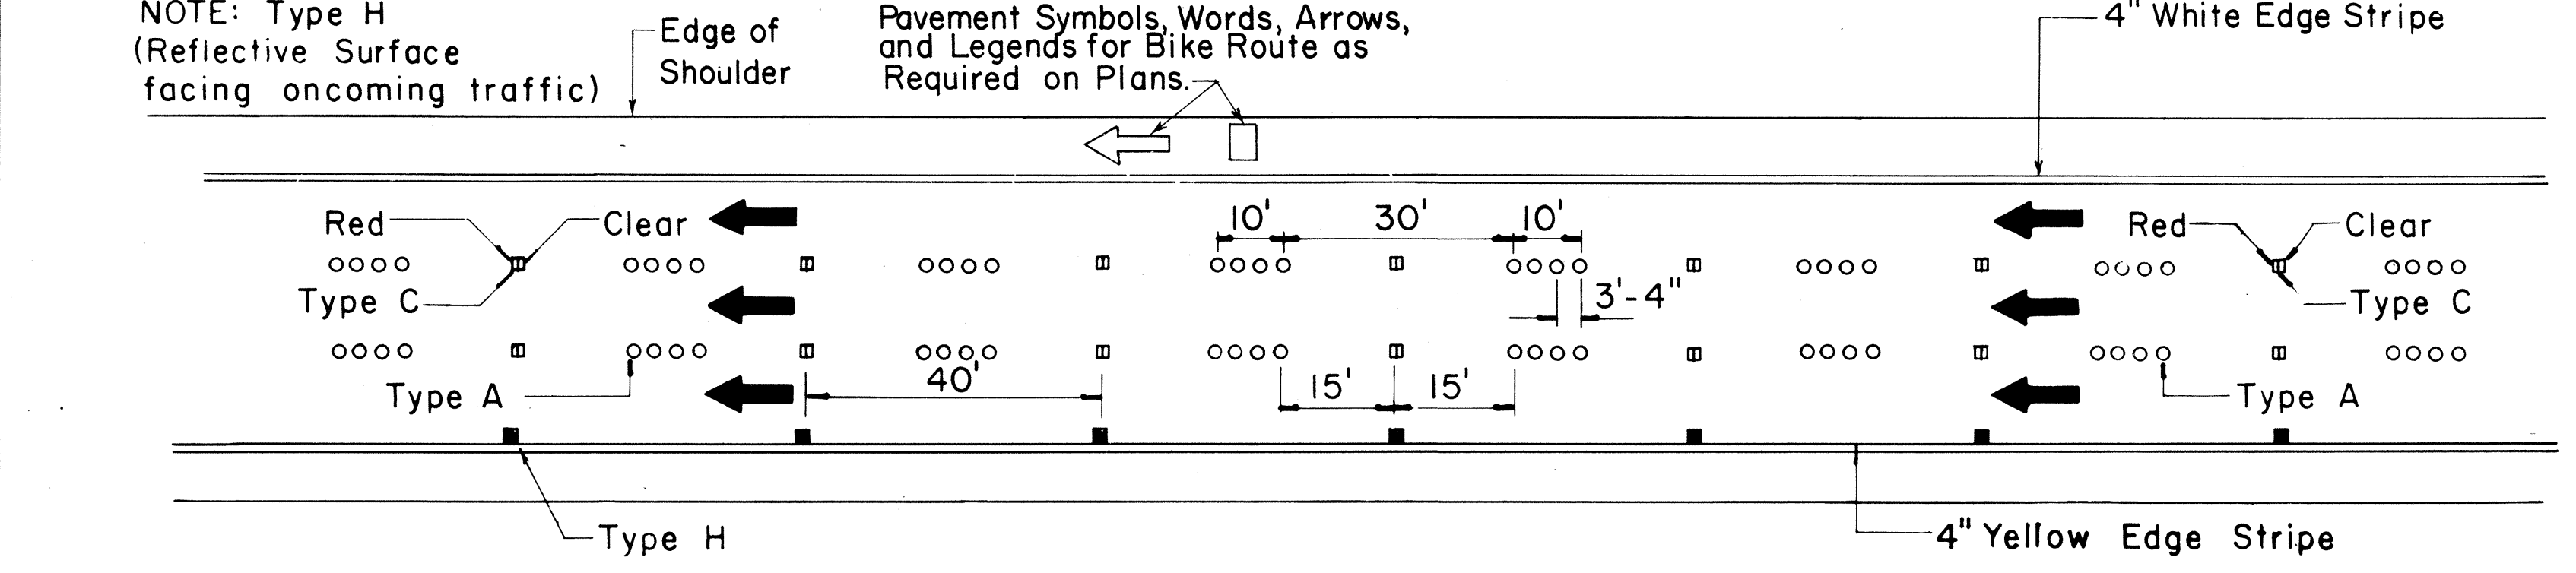 NOTE: Type H
(Reflective Surface
facing oncoming traffic)
Edge of
Shoulder
Pavement Symbols, Words, Arrows,
and Legends for Bike Route as
Required on Plans.
4" White Edge Stripe
Red
Clear
10'
30'
10'
Red
Clear
Type C
3'-4"
Type C
Type A
40'
15'
15'
Type A
Type H
4" Yellow Edge Stripe